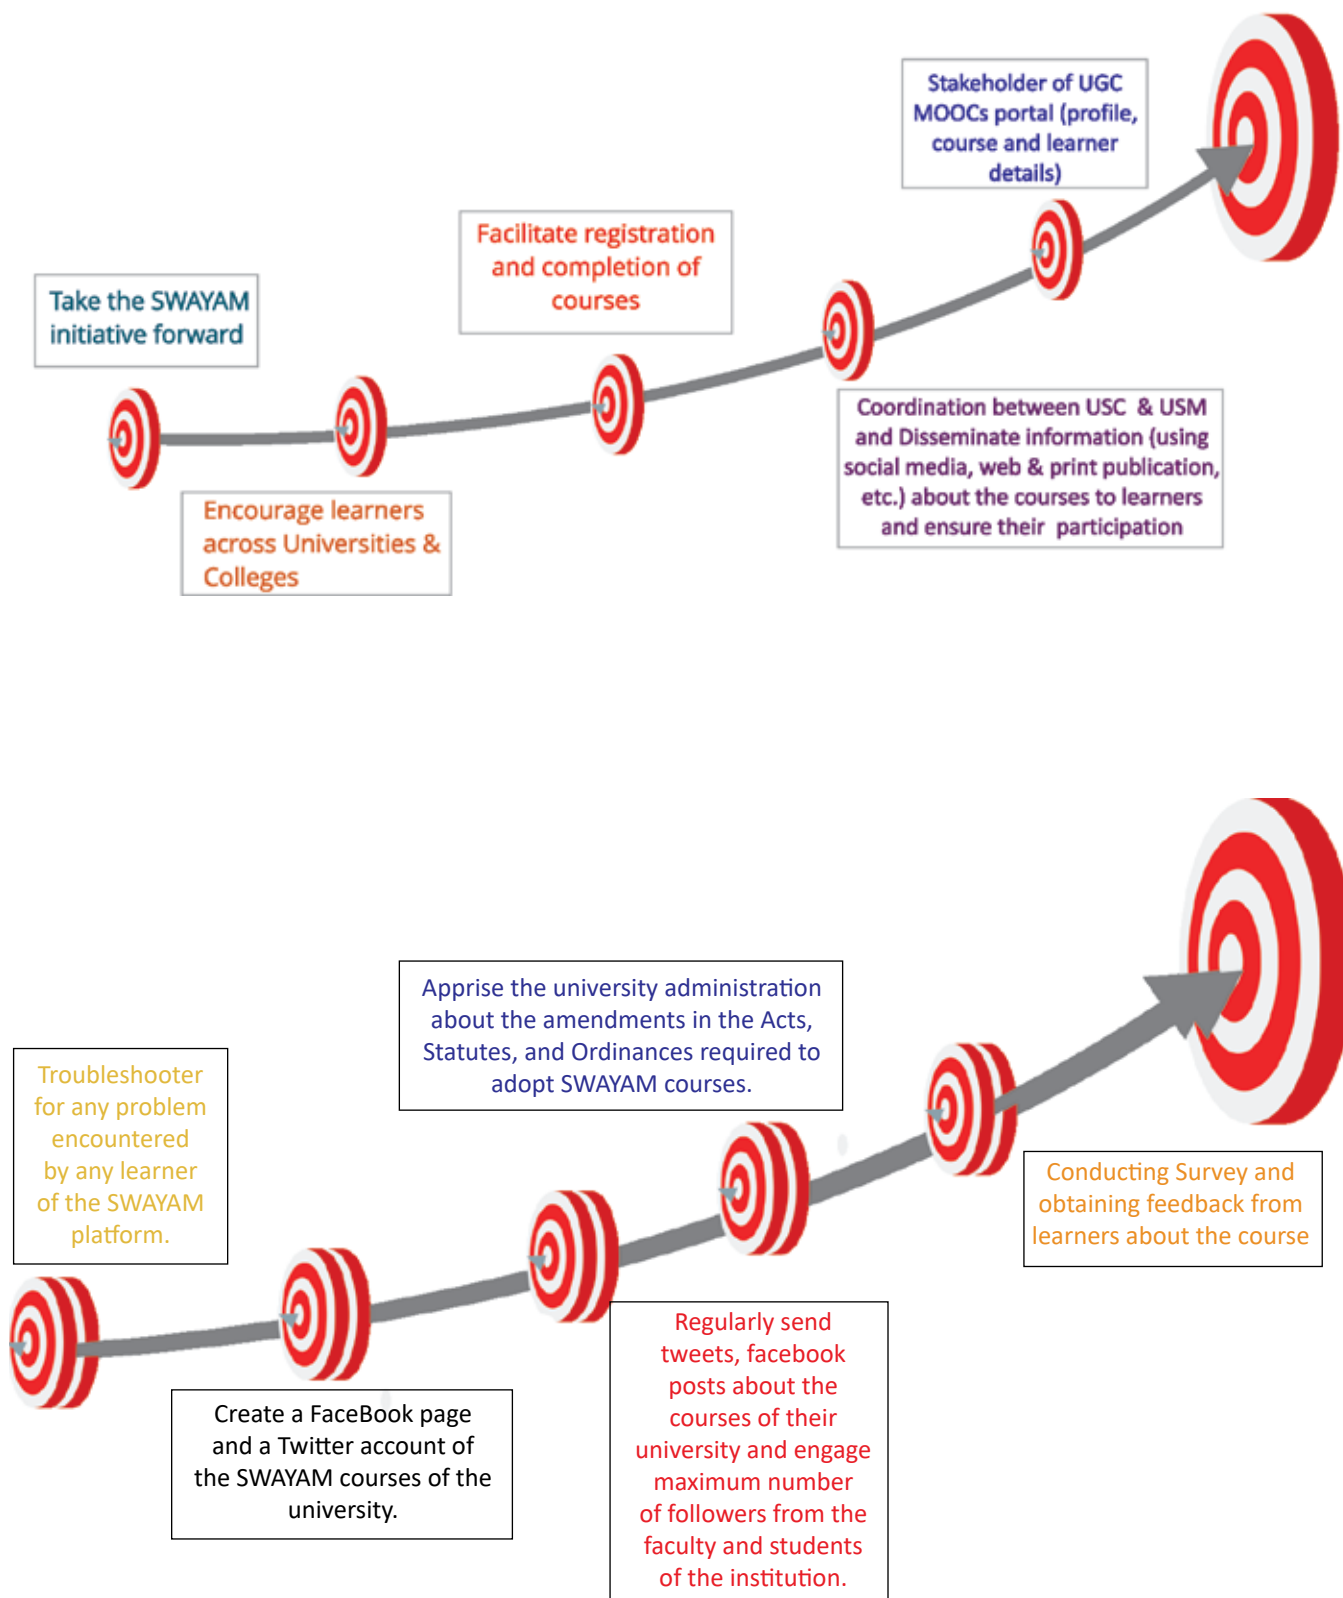 Take the SWAYAM
initiative forward
Encourage learners
across Universities &
Colleges
Facilitate registration
and completion of
courses
Coordination between USC & USM
and Disseminate information (using
social media, web & print publication,
etc.) about the courses to learners
and ensure their participation
Stakeholder of UGC
MOOCs portal (profile,
course and learner
details)
Troubleshooter
for any problem
encountered
by any learner
of the SWAYAM
platform.
Create a FaceBook page
and a Twitter account of
the SWAYAM courses of the
university.
Regularly send
tweets, facebook
posts about the
courses of their
university and engage
maximum number
of followers from the
faculty and students
of the institution.
Apprise the university administration
about the amendments in the Acts,
Statutes, and Ordinances required to
adopt SWAYAM courses.
Conducting Survey and
obtaining feedback from
learners about the course